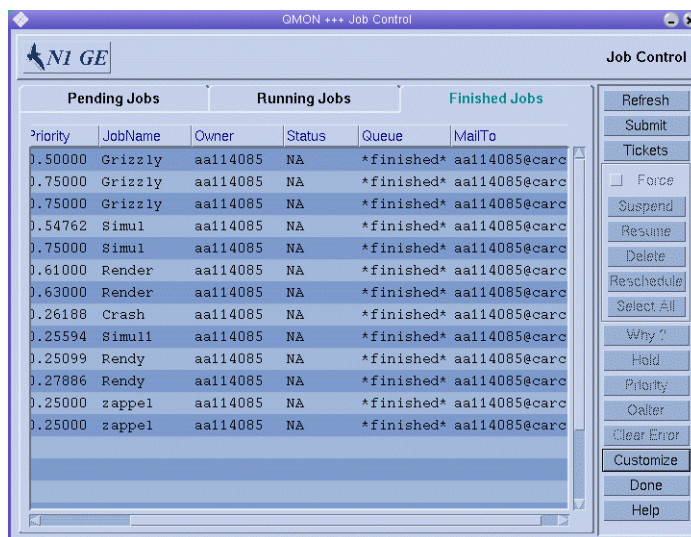 QMON +++ Job Control
N1 GE
Job Control
Pending Jobs Running Jobs Finished Jobs
Priority JobName Owner Status Queue MailTo
0.50000 Grizzly aa114085 NA *finished* aa114085@carc
0.75000 Grizzly aa114085 NA *finished* aa114085@carc
0.75000 Grizzly aa114085 NA *finished* aa114085@carc
0.54762 Simul aa114085 NA *finished* aa114085@carc
0.75000 Simul aa114085 NA *finished* aa114085@carc
0.61000 Render aa114085 NA *finished* aa114085@carc
0.63000 Render aa114085 NA *finished* aa114085@carc
0.26188 Crash aa114085 NA *finished* aa114085@carc
0.25594 Simul1 aa114085 NA *finished* aa114085@carc
0.25099 Rendy aa114085 NA *finished* aa114085@carc
0.27886 Rendy aa114085 NA *finished* aa114085@carc
0.25000 zappel aa114085 NA *finished* aa114085@carc
0.25000 zappel aa114085 NA *finished* aa114085@carc
Refresh
Submit
Tickets
Force
Suspend
Resume
Delete
Reschedule
Select All
Why ?
Hold
Priority
Qalter
Clear Error
Customize
Done
Help